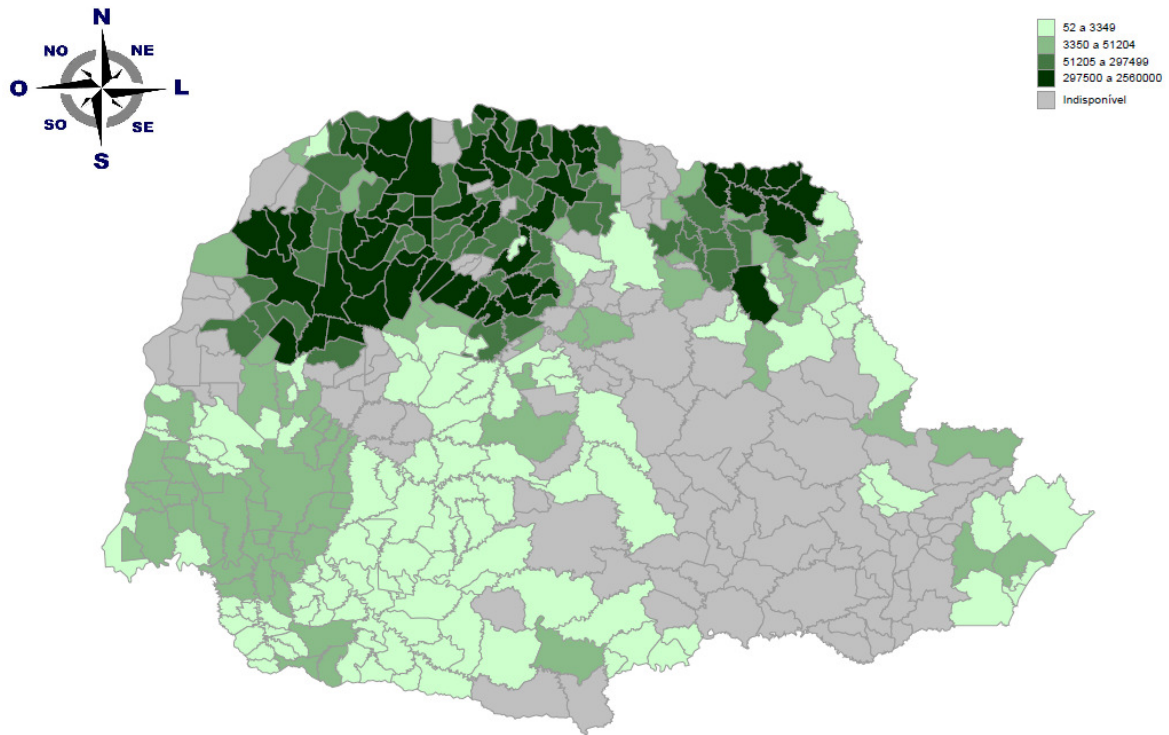 N
NO NE
O L
SO SE
S
52 a 3349
3350 a 51204
51205 a 297499
297500 a 2560000
Indisponível